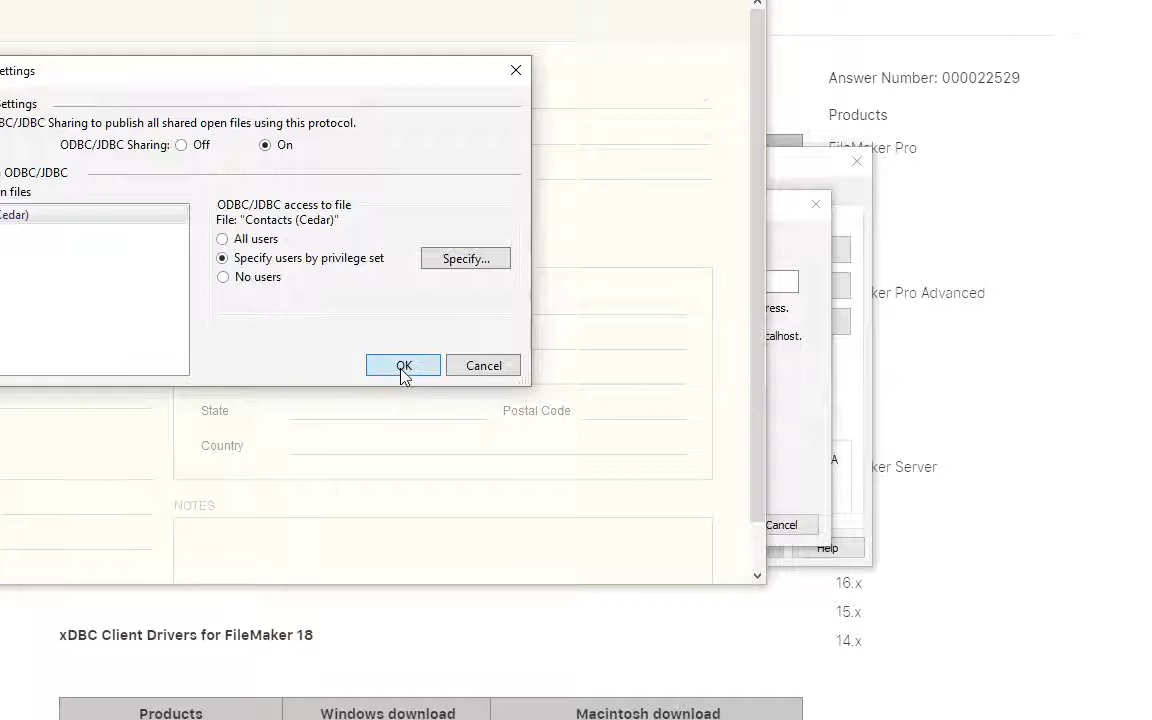 ettings
ettings
BC/JDBC Sharing to publish all shared open files using this protocol.
ODBC/JDBC Sharing: Off On
ODBC/JDBC
n files
edar)
ODBC/JDBC access to file
File: "Contacts (Cedar)"
All users
Specify users by privilege set
Specify...
No users
OK
Cancel
State
Postal Code
Country
NOTES
ress.
calhost.
A
Cancel
Help
Answer Number: 000022529
Products
FileMaker Pro
ker Pro Advanced
ker Server
16.x
15.x
14.x
xDBC Client Drivers for FileMaker 18
Products Windows download Macintosh download